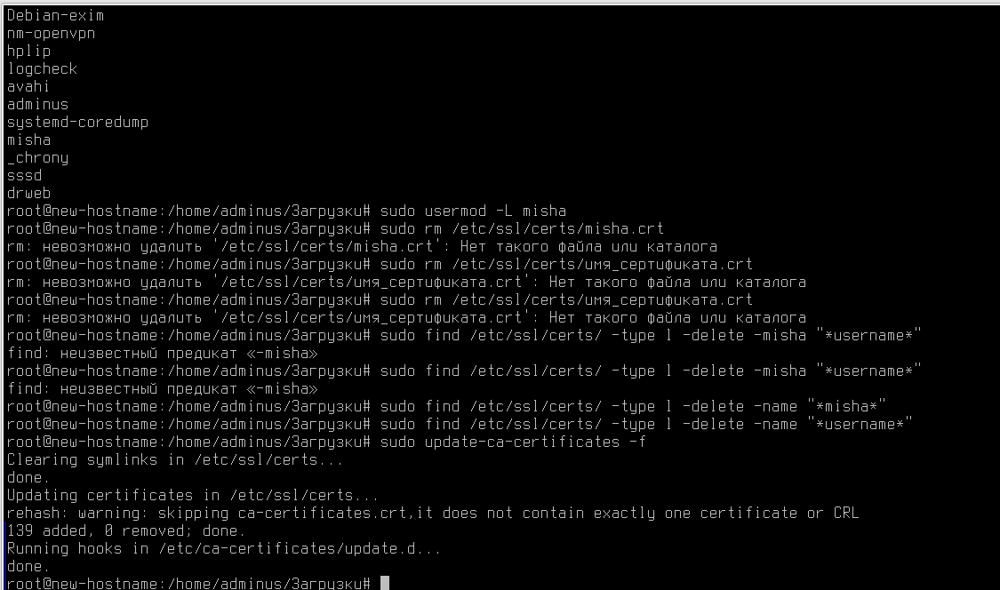 Debian-exim
nm-openvpn
hplip
logcheck
avahi
adminus
systemd-coredump
misha
_chrony
sssd
drweb
root@new-hostname:/home/adminus/Загрузки# sudo usermod -L misha
root@new-hostname:/home/adminus/Загрузки# sudo rm /etc/ssl/certs/misha.crt
rm: невозможно удалить '/etc/ssl/certs/misha.crt': Нет такого файла или каталога
root@new-hostname:/home/adminus/Загрузки# sudo rm /etc/ssl/certs/имя_сертификата.crt
rm: невозможно удалить '/etc/ssl/certs/имя_сертификата.crt': Нет такого файла или каталога
root@new-hostname:/home/adminus/Загрузки# sudo rm /etc/ssl/certs/имя_сертификата.crt
rm: невозможно удалить '/etc/ssl/certs/имя_сертификата.crt': Нет такого файла или каталога
root@new-hostname:/home/adminus/Загрузки# sudo find /etc/ssl/certs/ -type l -delete -misha "*username*"
find: неизвестный предикат «-misha»
root@new-hostname:/home/adminus/Загрузки# sudo find /etc/ssl/certs/ -type l -delete -misha "*username*"
find: неизвестный предикат «-misha»
root@new-hostname:/home/adminus/Загрузки# sudo find /etc/ssl/certs/ -type l -delete -name "*misha*"
root@new-hostname:/home/adminus/Загрузки# sudo find /etc/ssl/certs/ -type l -delete -name "*username*"
root@new-hostname:/home/adminus/Загрузки# sudo update-ca-certificates -f
Clearing symlinks in /etc/ssl/certs...
done.
Updating certificates in /etc/ssl/certs...
rehash: warning: skipping ca-certificates.crt,it does not contain exactly one certificate or CRL
139 added, 0 removed; done.
Running hooks in /etc/ca-certificates/update.d...
done.
root@new-hostname:/home/adminus/Загрузки#